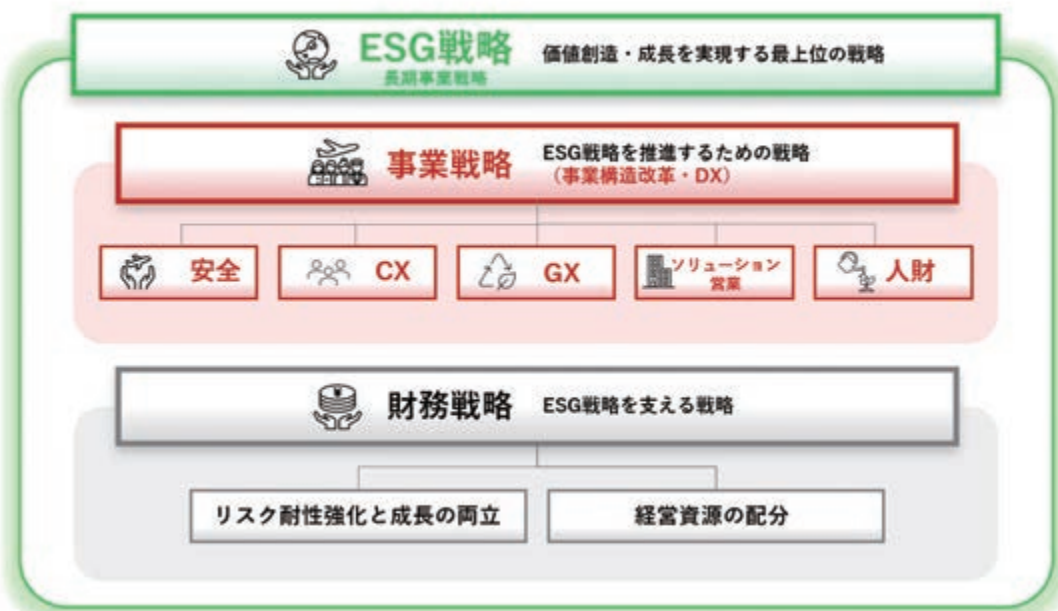 ESG戦略
長期事業戦略
価値創造・成長を実現する最上位の戦略
事業戦略
ESG戦略を推進するための戦略
（事業構造改革・DX）
安全
CX
GX
ソリューション
営業
人財
財務戦略
ESG戦略を支える戦略
リスク耐性強化と成長の両立
経営資源の配分